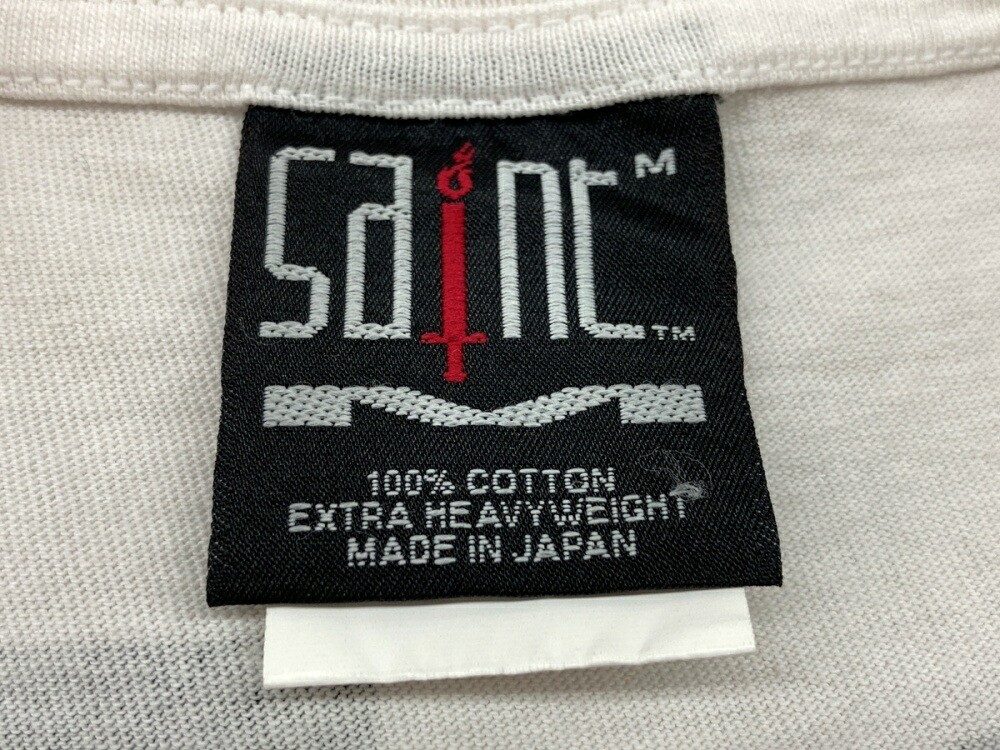 saint M
™
100% COTTON
EXTRA HEAVYWEIGHT
MADE IN JAPAN